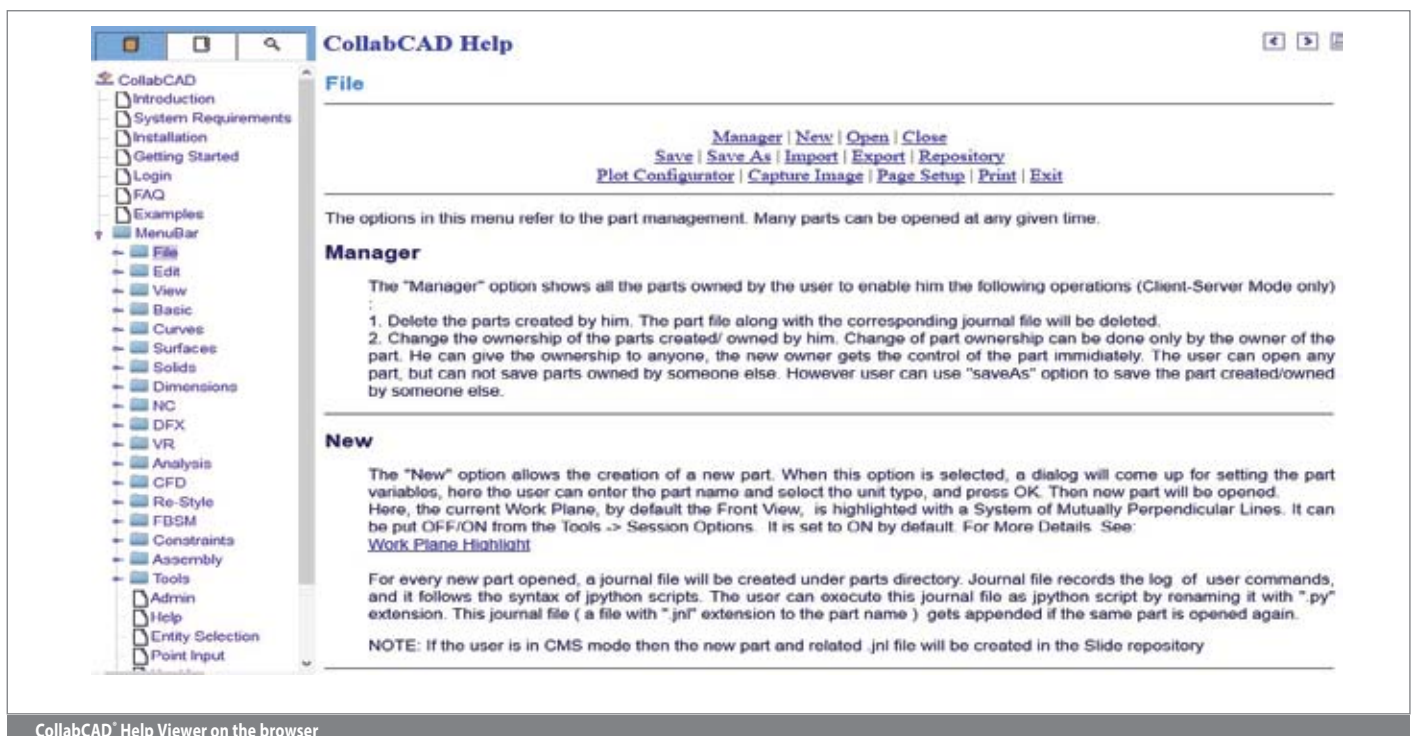 CollabCAD Help
CollabCAD
Introduction
System Requirements
Installation
Getting Started
Login
FAQ
Examples
MenuBar
File
Edit
View
Basic
Curves
Surfaces
Solids
Dimensions
NC
DFX
VR
Analysis
CFD
Re-Style
FBSM
Constraints
Assembly
Tools
Admin
Help
Entity Selection
Point Input
File
Manager | New | Open | Close
Save | Save As | Import | Export | Repository
Plot Configurator | Capture Image | Page Setup | Print | Exit
The options in this menu refer to the part management. Many parts can be opened at any given time.
Manager
The "Manager" option shows all the parts owned by the user to enable him the following operations (Client-Server Mode only)
:
1. Delete the parts created by him. The part file along with the corresponding journal file will be deleted.
2. Change the ownership of the parts created/ owned by him. Change of part ownership can be done only by the owner of the
part. He can give the ownership to anyone, the new owner gets the control of the part immidiately. The user can open any
part, but can not save parts owned by someone else. However user can use "saveAs" option to save the part created/owned
by someone else.
New
The "New" option allows the creation of a new part. When this option is selected, a dialog will come up for setting the part
variables, here the user can enter the part name and select the unit type, and press OK. Then new part will be opened.
Here, the current Work Plane, by default the Front View, is highlighted with a System of Mutually Perpendicular Lines. It can
be put OFF/ON from the Tools -> Session Options. It is set to ON by default. For More Details See:
Work Plane Highlight
For every new part opened, a journal file will be created under parts directory. Journal file records the log of user commands,
and it follows the syntax of jpython scripts. The user can execute this journal file as jpython script by renaming it with ".py"
extension. This journal file ( a file with ".jnl" extension to the part name ) gets appended if the same part is opened again.
NOTE: If the user is in CMS mode then the new part and related .jnl file will be created in the Slide repository
CollabCAD® Help Viewer on the browser